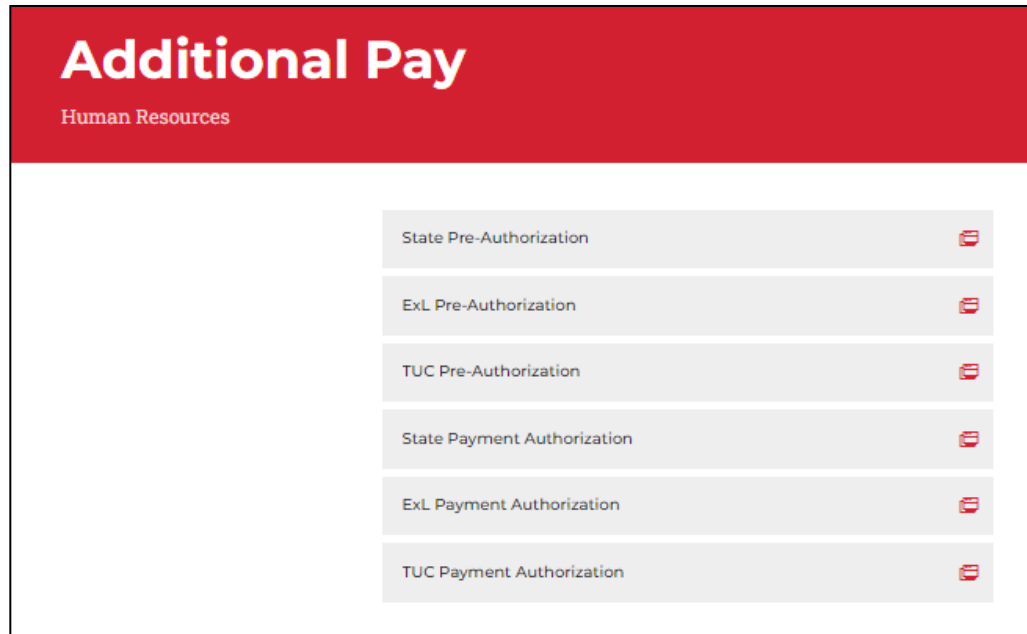 Additional Pay
Human Resources
State Pre-Authorization
ExL Pre-Authorization
TUC Pre-Authorization
State Payment Authorization
ExL Payment Authorization
TUC Payment Authorization